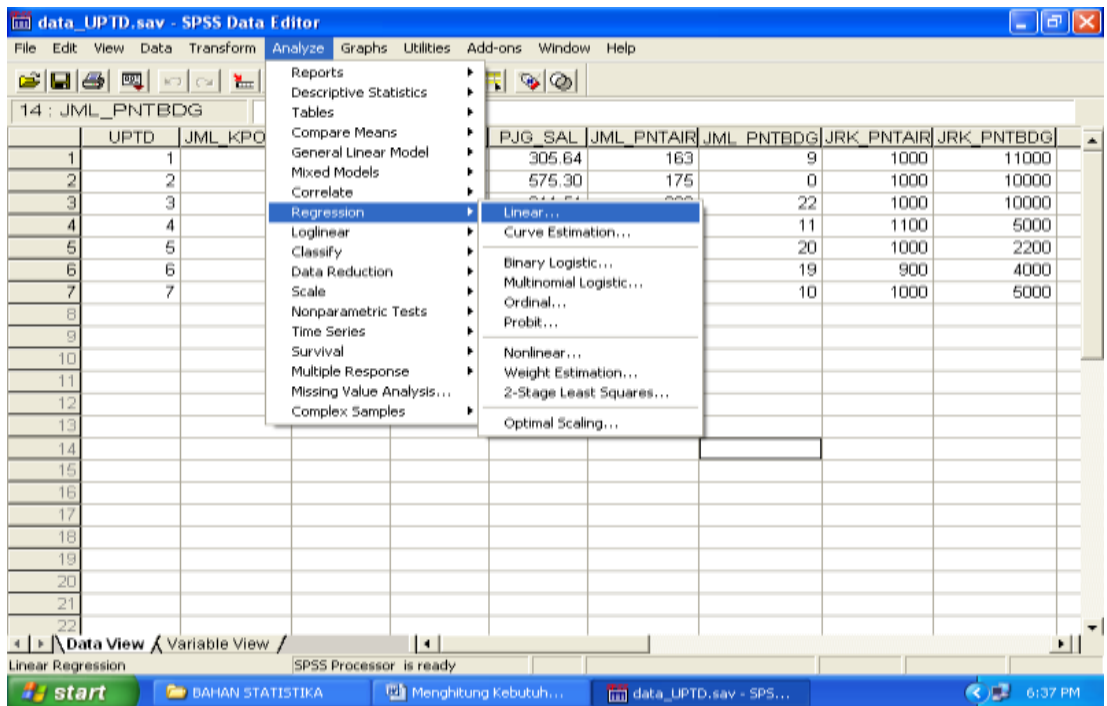 data_UPTD.sav - SPSS Data Editor
File Edit View Data Transform Analyze Graphs Utilities Add-ons Window Help
14 : JML_PNTBDG
UPTD JML_KPO PJG_SAL JML_PNTAIR JML_PNTBDG JRK_PNTAIR JRK_PNTBDG
1 1 305.64 163 9 1000 11000
2 2 575.30 175 0 1000 10000
3 3 22 1000 10000
4 4 11 1100 5000
5 5 20 1000 2200
6 6 19 900 4000
7 7 10 1000 5000
8
9
10
11
12
13
14
15
16
17
18
19
20
21
22
Reports
Descriptive Statistics
Tables
Compare Means
General Linear Model
Mixed Models
Correlate
Regression
Loglinear
Classify
Data Reduction
Scale
Nonparametric Tests
Time Series
Survival
Multiple Response
Missing Value Analysis...
Complex Samples
Linear...
Curve Estimation...
Binary Logistic...
Multinomial Logistic...
Ordinal...
Probit...
Nonlinear...
Weight Estimation...
2-Stage Least Squares...
Optimal Scaling...
Data View Variable View
Linear Regression SPSS Processor is ready
start BAHAN STATISTIKA Menghitung Kebutuh... data_UPTD.sav - SPS... 6:37 PM